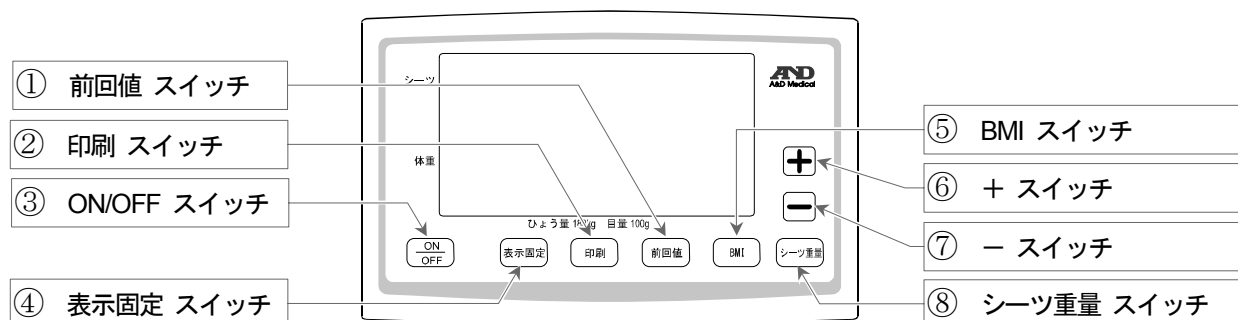 ① 前回値 スイッチ
② 印刷 スイッチ
③ ON/OFF スイッチ
④ 表示固定 スイッチ
シーツ
体重
AND
A&D Medical
ひょう量 180kg 目量 100g
ON
OFF
表示固定
印刷
前回値
BMI
シーツ重量
⑤ BMI スイッチ
⑥ ＋ スイッチ
⑦ － スイッチ
⑧ シーツ重量 スイッチ